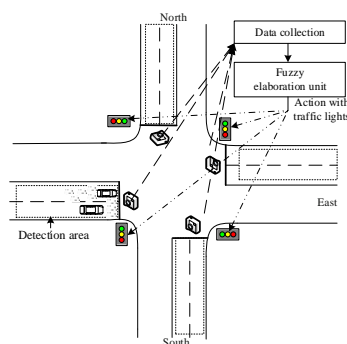 North
Data collection
Fuzzy
elaboration unit
Action with
traffic lights
East
Detection area
South